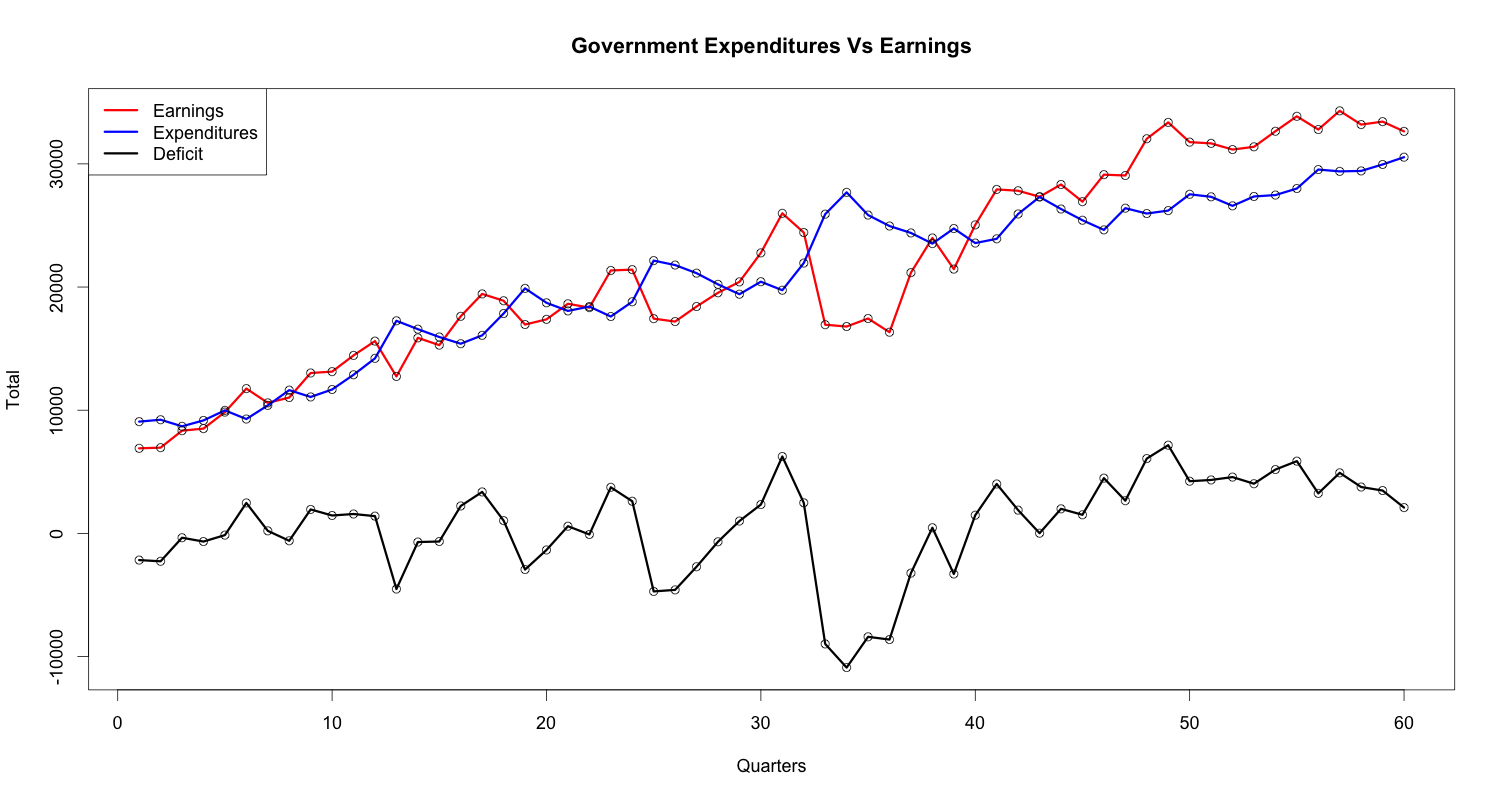 Government Expenditures Vs Earnings
Earnings
Expenditures
Deficit
Total
30000
20000
10000
0
-10000
0 10 20 30 40 50 60
Quarters